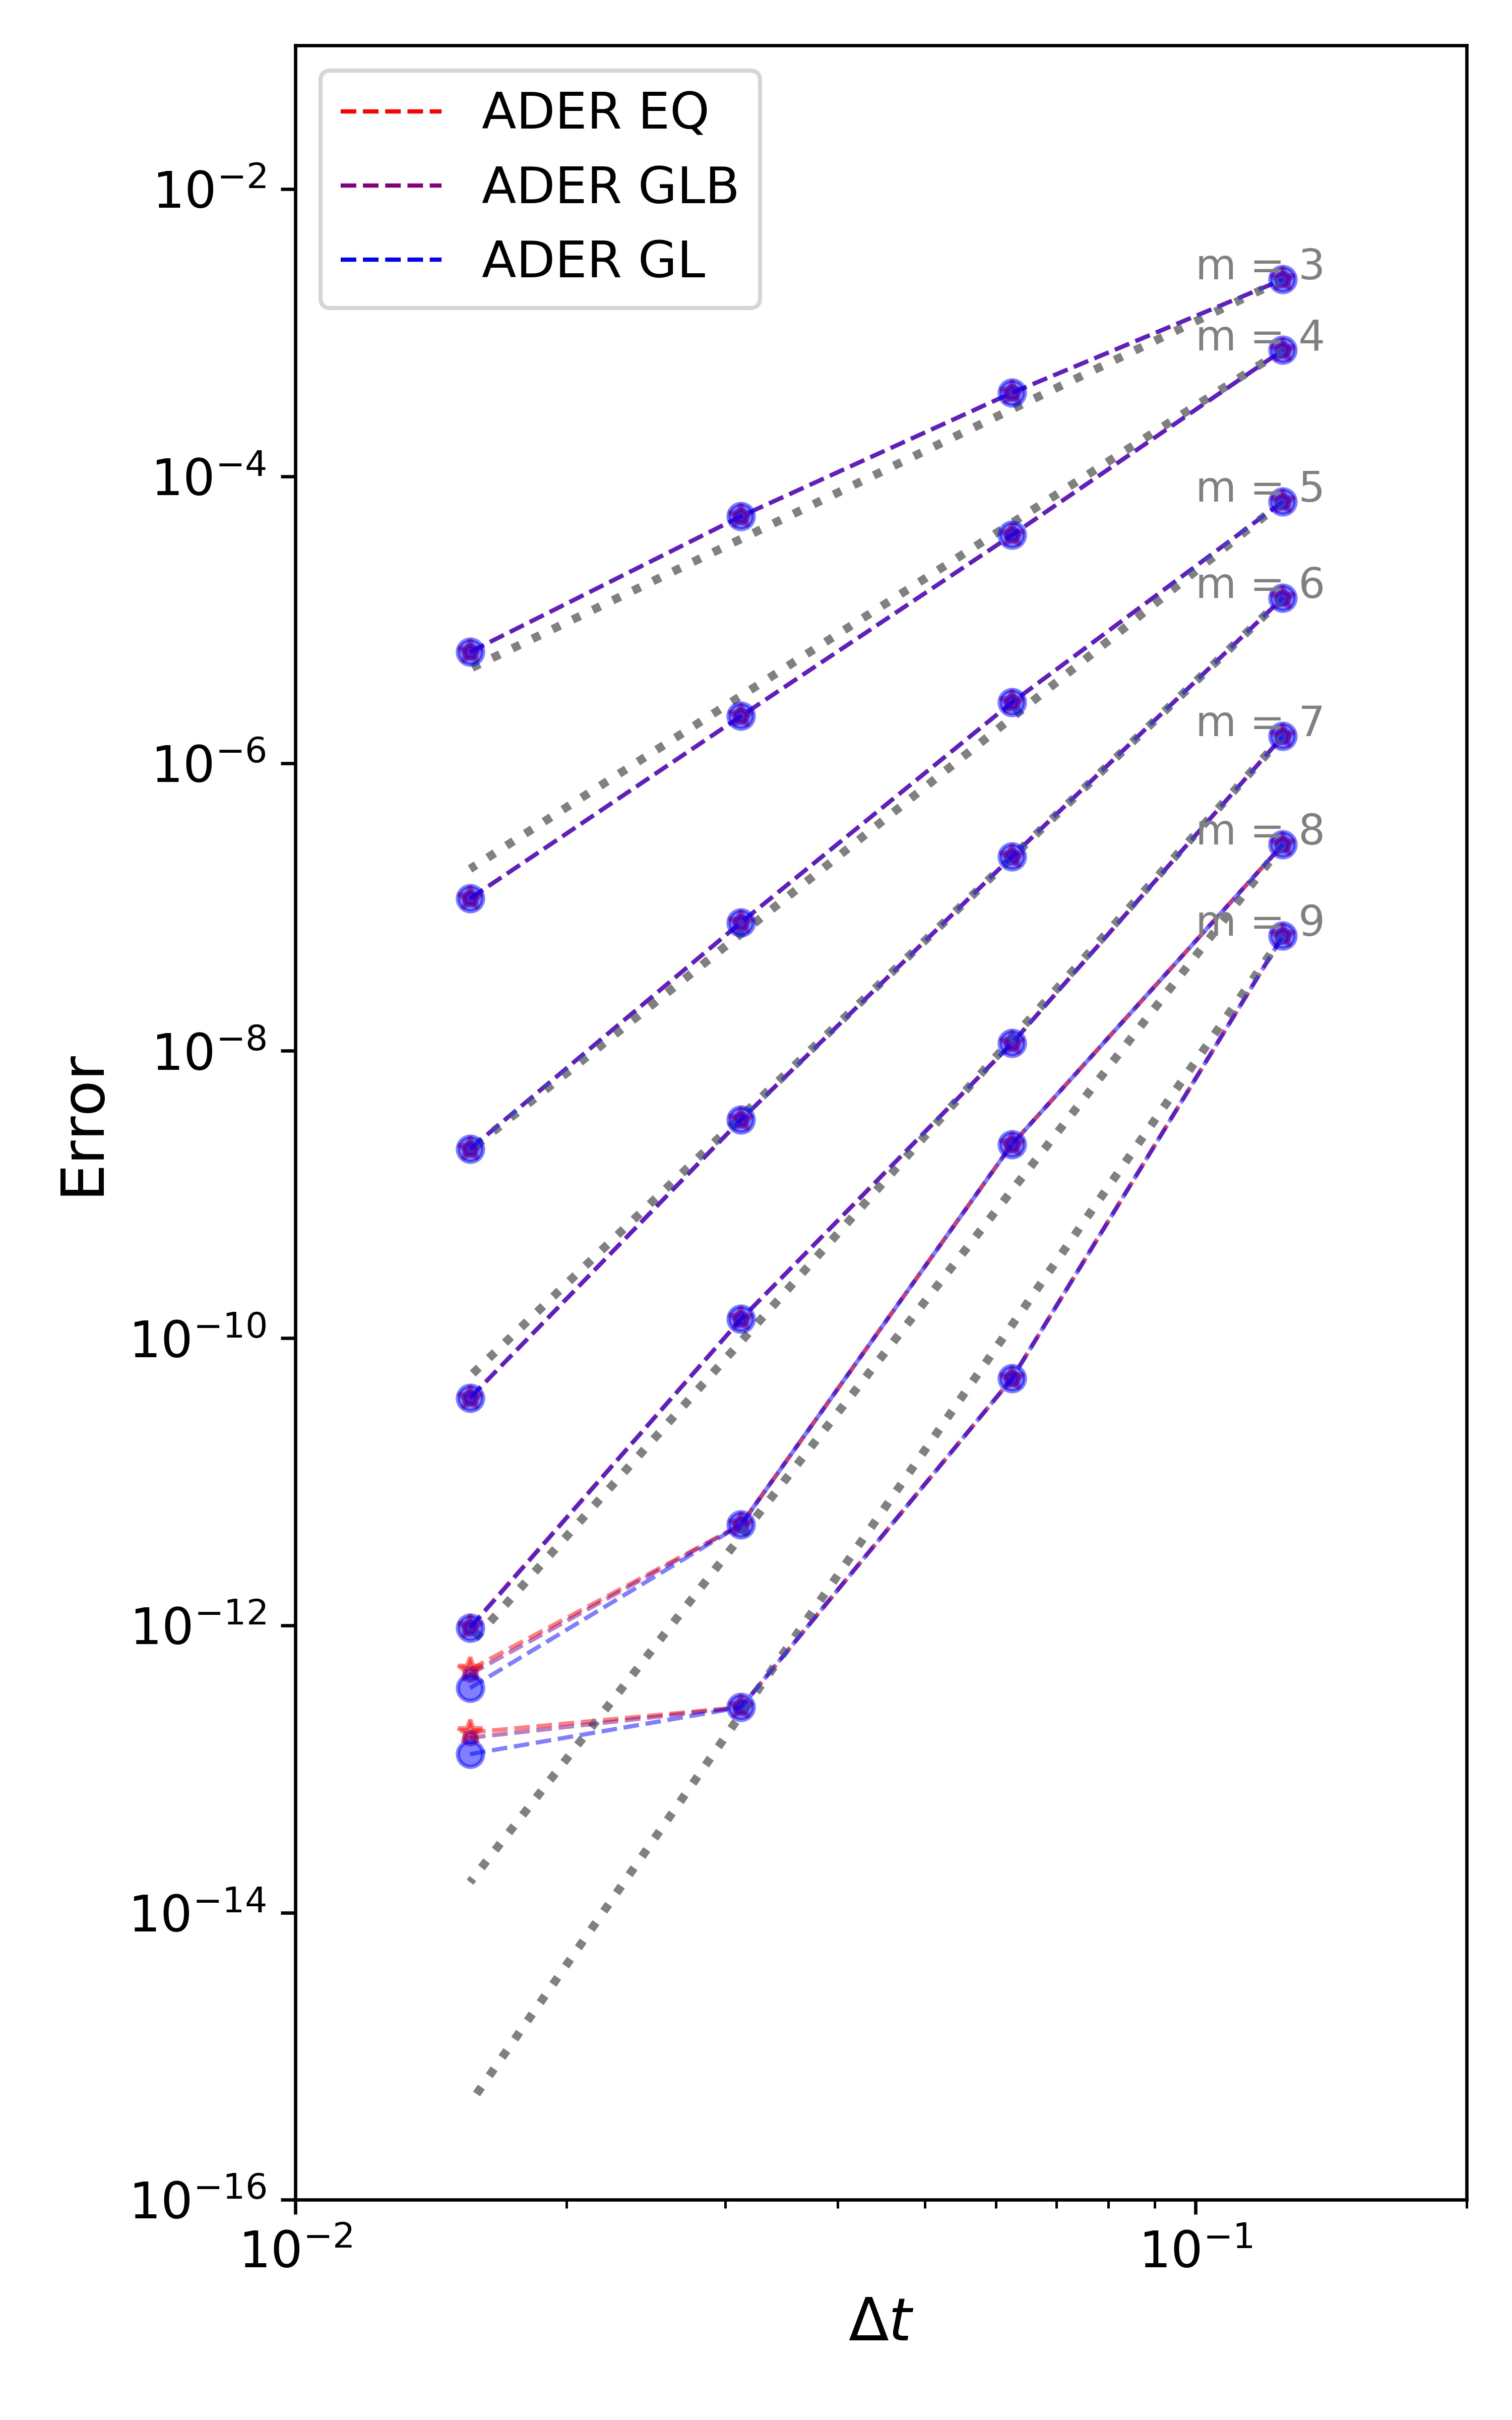 ADER EQ
ADER GLB
ADER GL
10⁻²
10⁻⁴
10⁻⁶
10⁻⁸
10⁻¹⁰
10⁻¹²
10⁻¹⁴
10⁻¹⁶
Error
m = 3
m = 4
m = 5
m = 6
m = 7
m = 8
m = 9
10⁻²
10⁻¹
Δt